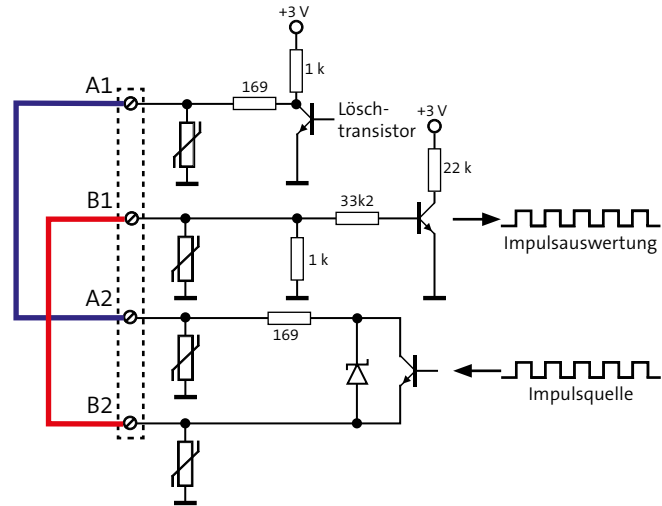 +3 V
1 k
A1
169
Lösch-
transistor
+3 V
22 k
B1
33k2
Impulsauswertung
1 k
A2
169
Impulsquelle
B2